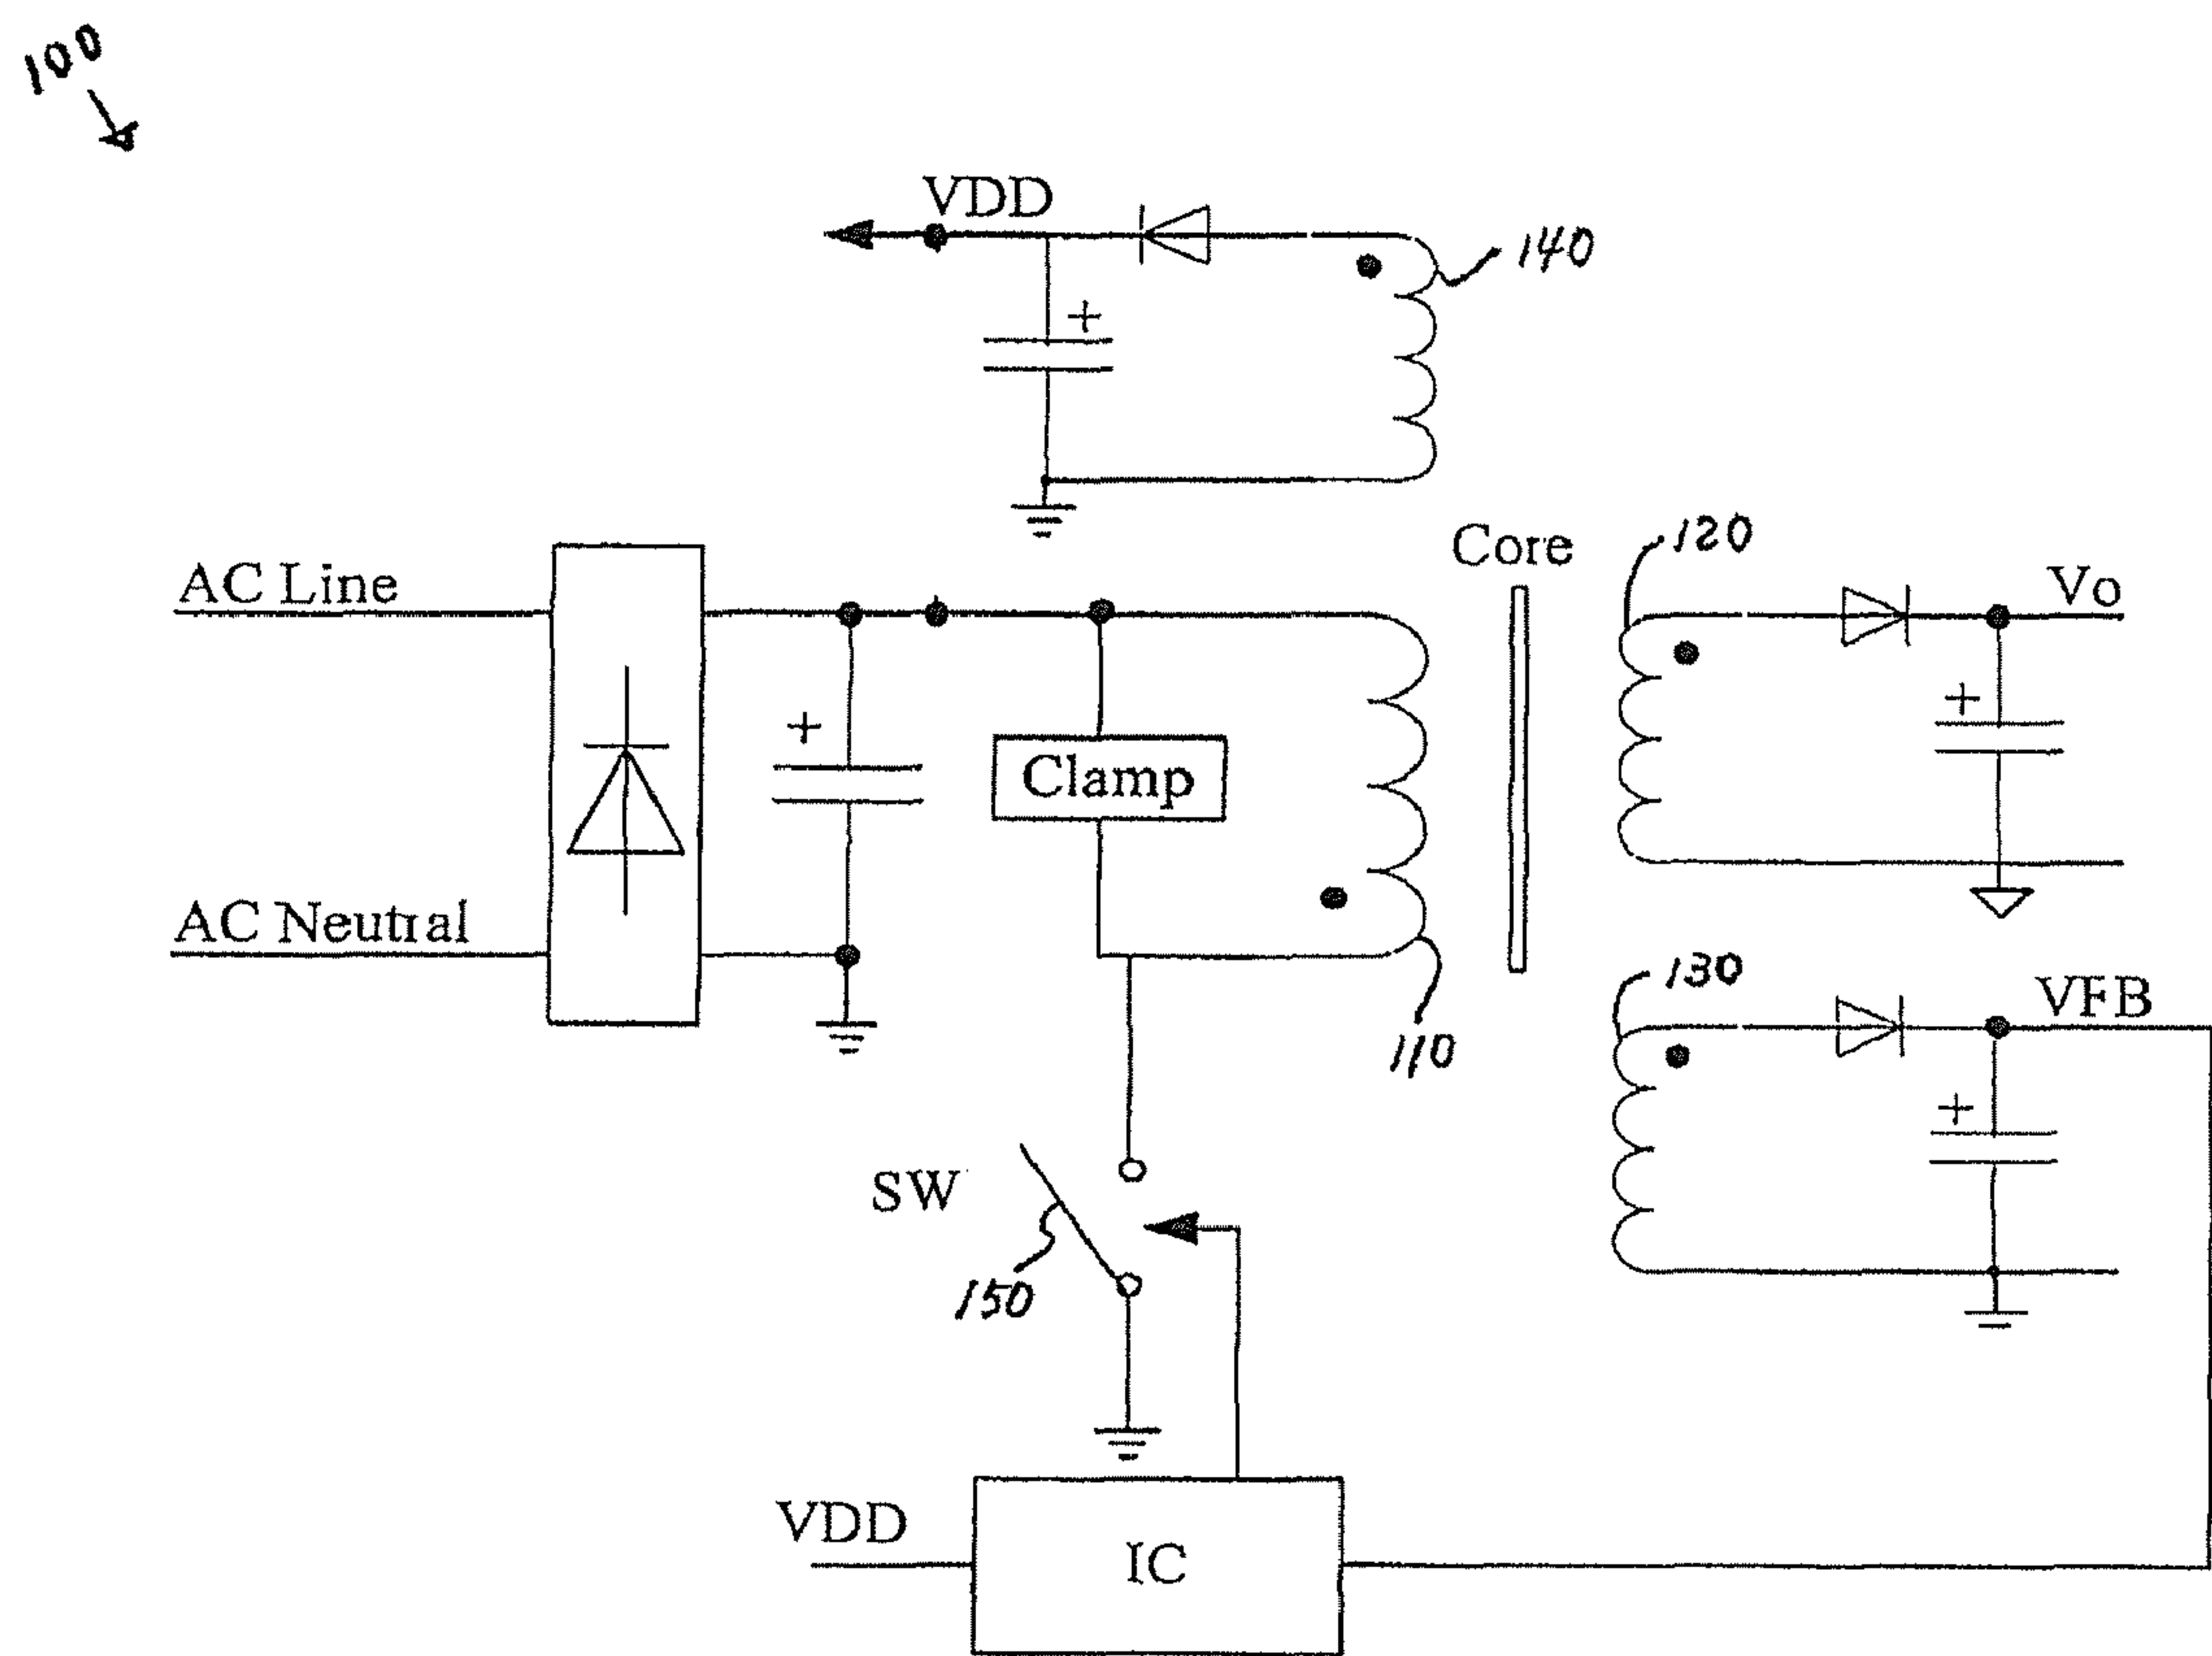 100
VDD
140
AC Line
Core
120
Vo
+
+
+
Clamp
AC Neutral
130
VFB
110
+
SW
150
VDD
IC